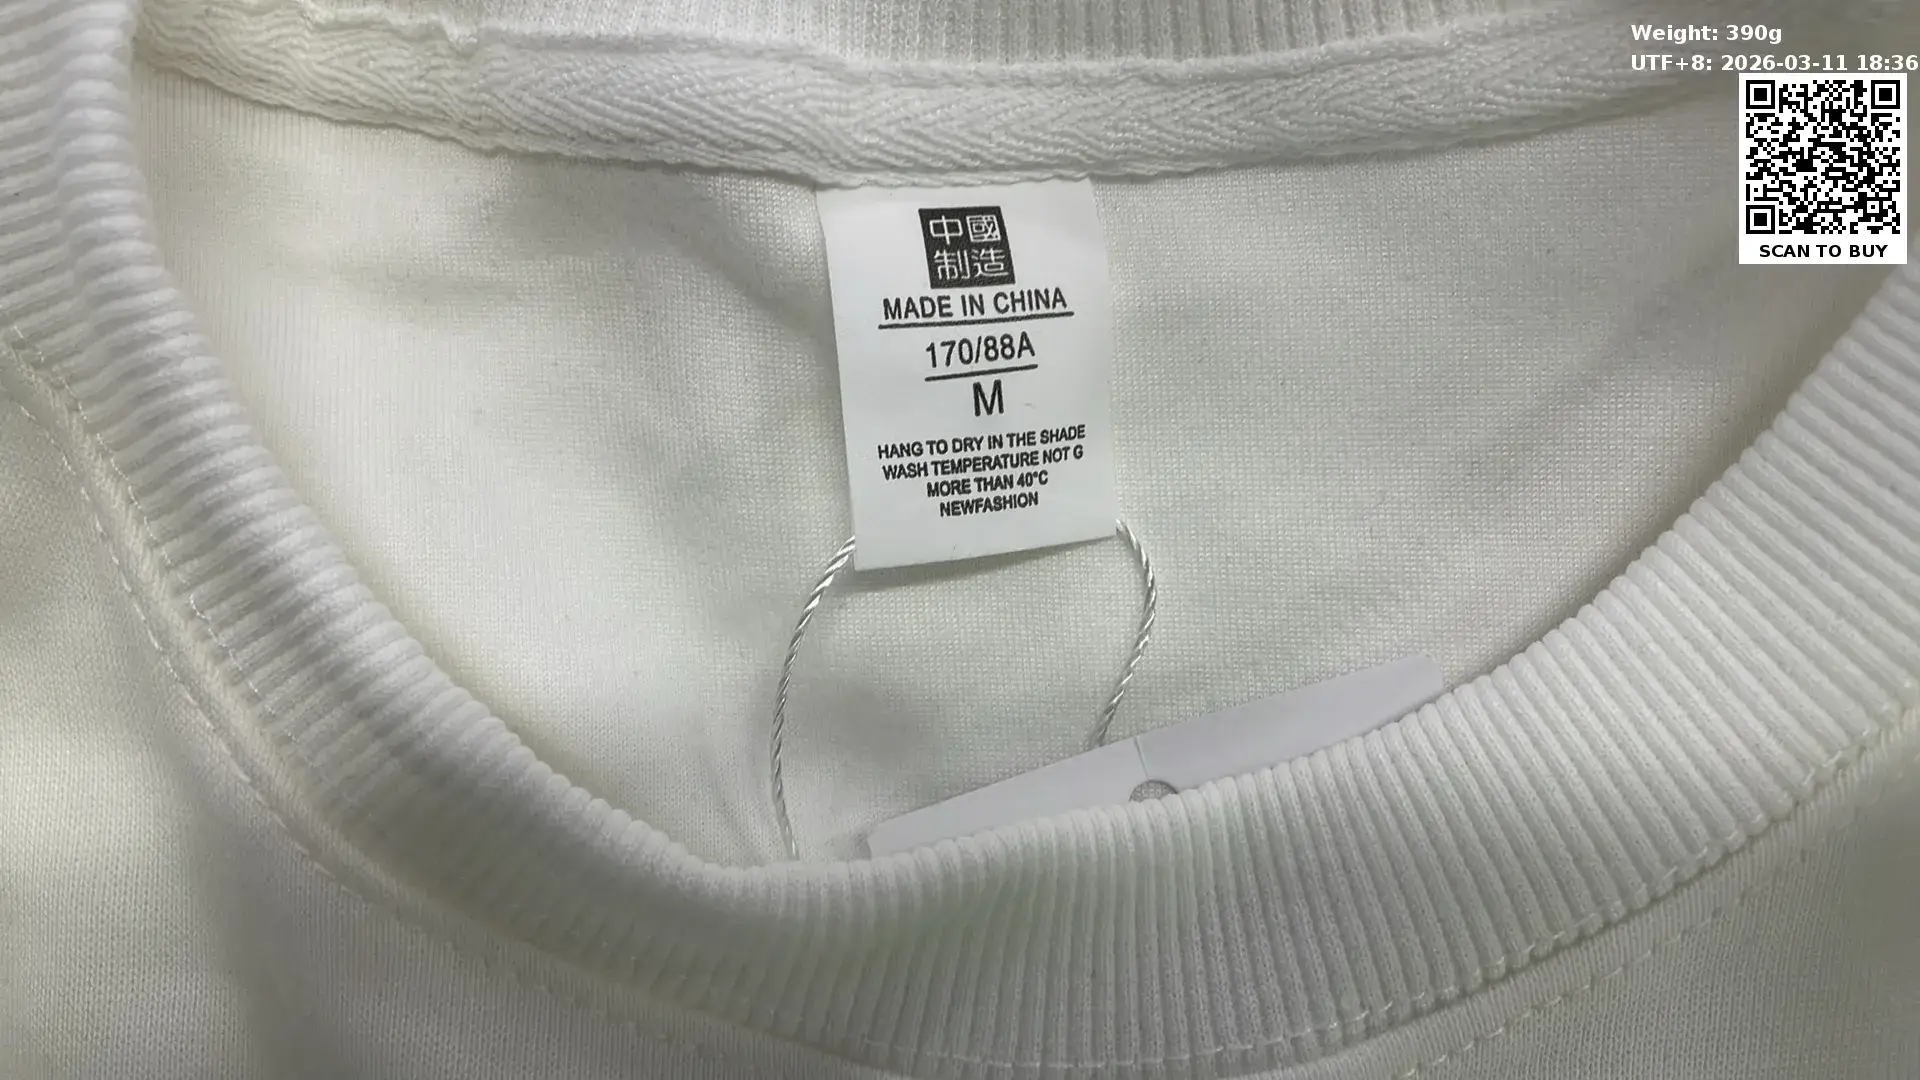 Weight: 390g
UTF+8: 2026-03-11 18:36
SCAN TO BUY
中國
制造
MADE IN CHINA
170/88A
M
HANG TO DRY IN THE SHADE
WASH TEMPERATURE NOT G
MORE THAN 40°C
NEWFASHION